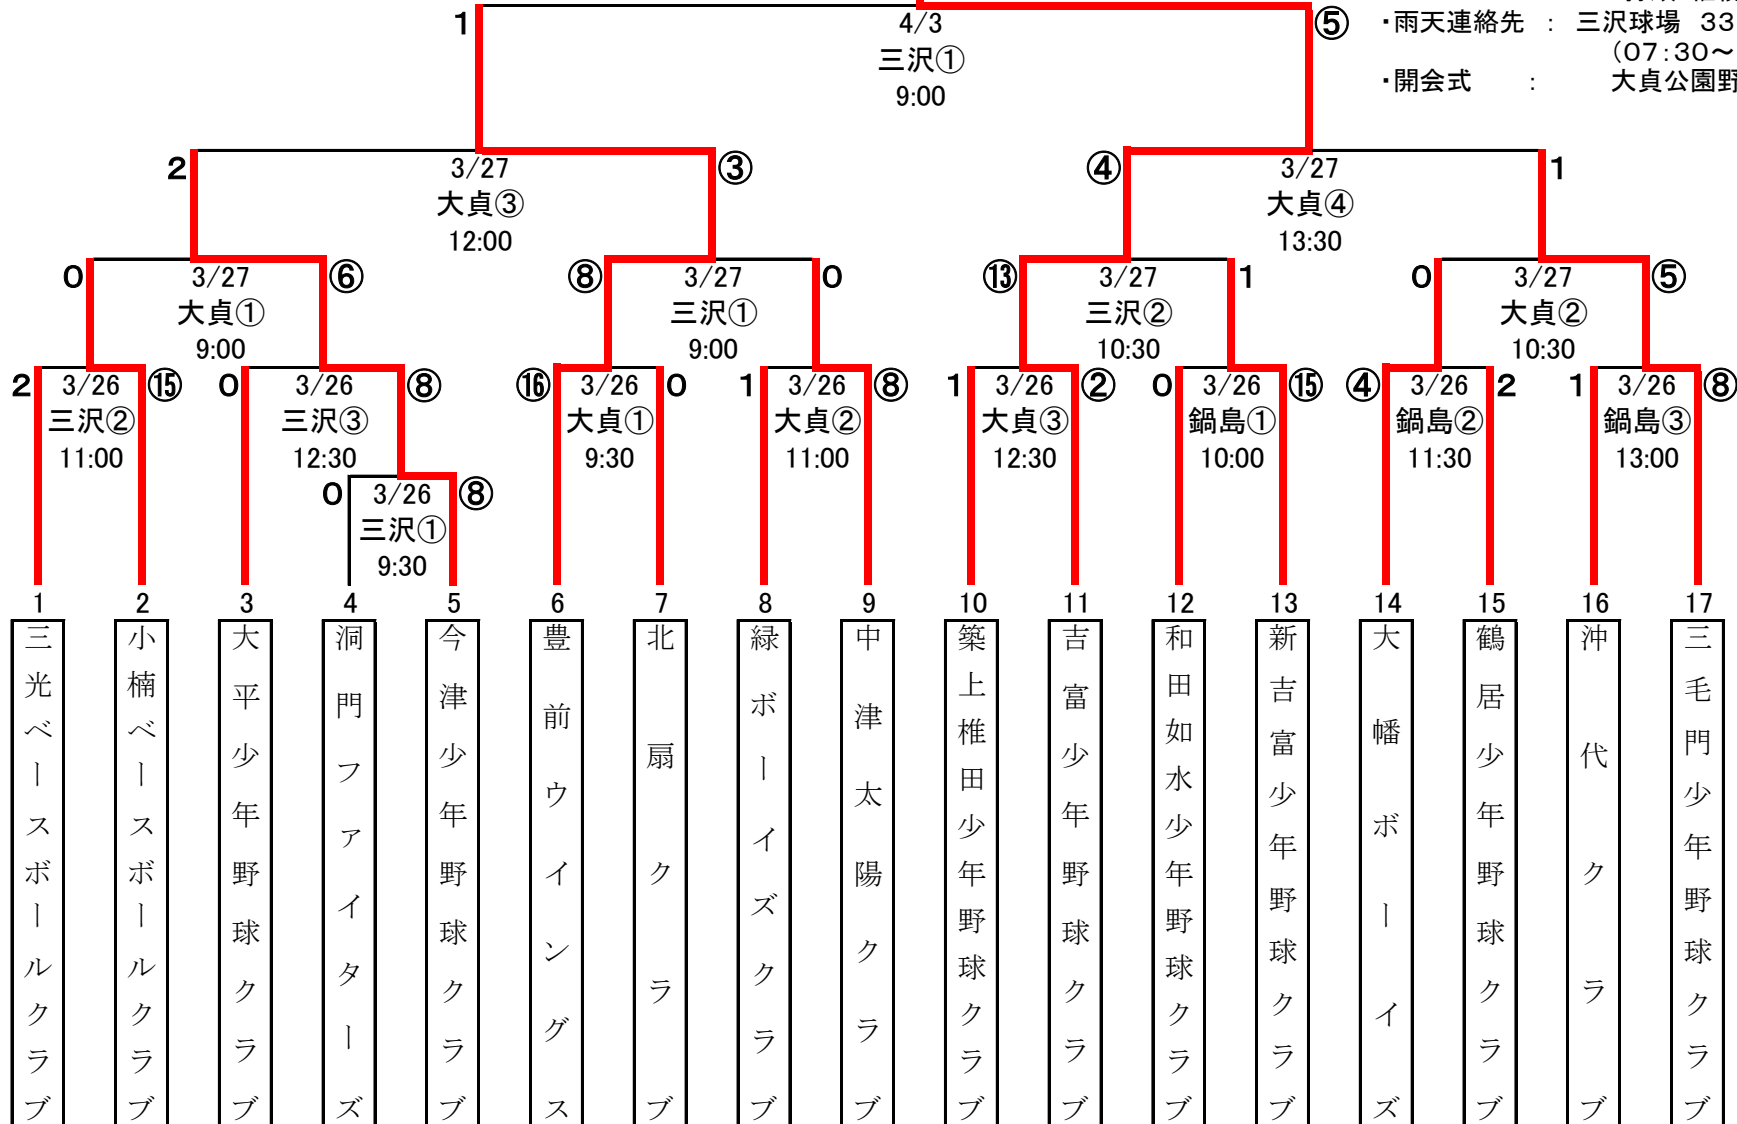 1
4/3
三沢①
9:00
⑤
・雨天連絡先 : 三沢球場 33
(07:30～
・開会式 : 大貞公園野
2
3/27
大貞③
12:00
③
④
3/27
大貞④
13:30
1
0
3/27
大貞①
9:00
⑥
⑧
3/27
三沢①
9:00
0
⑬
3/27
三沢②
10:30
1
0
3/27
大貞②
10:30
⑤
2
3/26
三沢②
11:00
⑮
0
3/26
三沢③
12:30
⑧
⑯
3/26
大貞①
9:30
0
1
3/26
大貞②
11:00
⑧
1
3/26
大貞③
12:30
②
0
3/26
鍋島①
10:00
⑮
④
3/26
鍋島②
11:30
2
1
3/26
鍋島③
13:00
⑧
0
3/26
三沢①
9:30
⑧
1
三光ベースボールクラブ
2
小楠ベースボールクラブ
3
大平少年野球クラブ
4
洞門ファイターズ
5
今津少年野球クラブ
6
豊前ウイングス
7
北扇クラブ
8
緑ボーイズクラブ
9
中津太陽クラブ
10
築上椎田少年野球クラブ
11
吉富少年野球クラブ
12
和田如水少年野球クラブ
13
新吉富少年野球クラブ
14
大幡ボーイズ
15
鶴居少年野球クラブ
16
沖代クラブ
17
三毛門少年野球クラブ